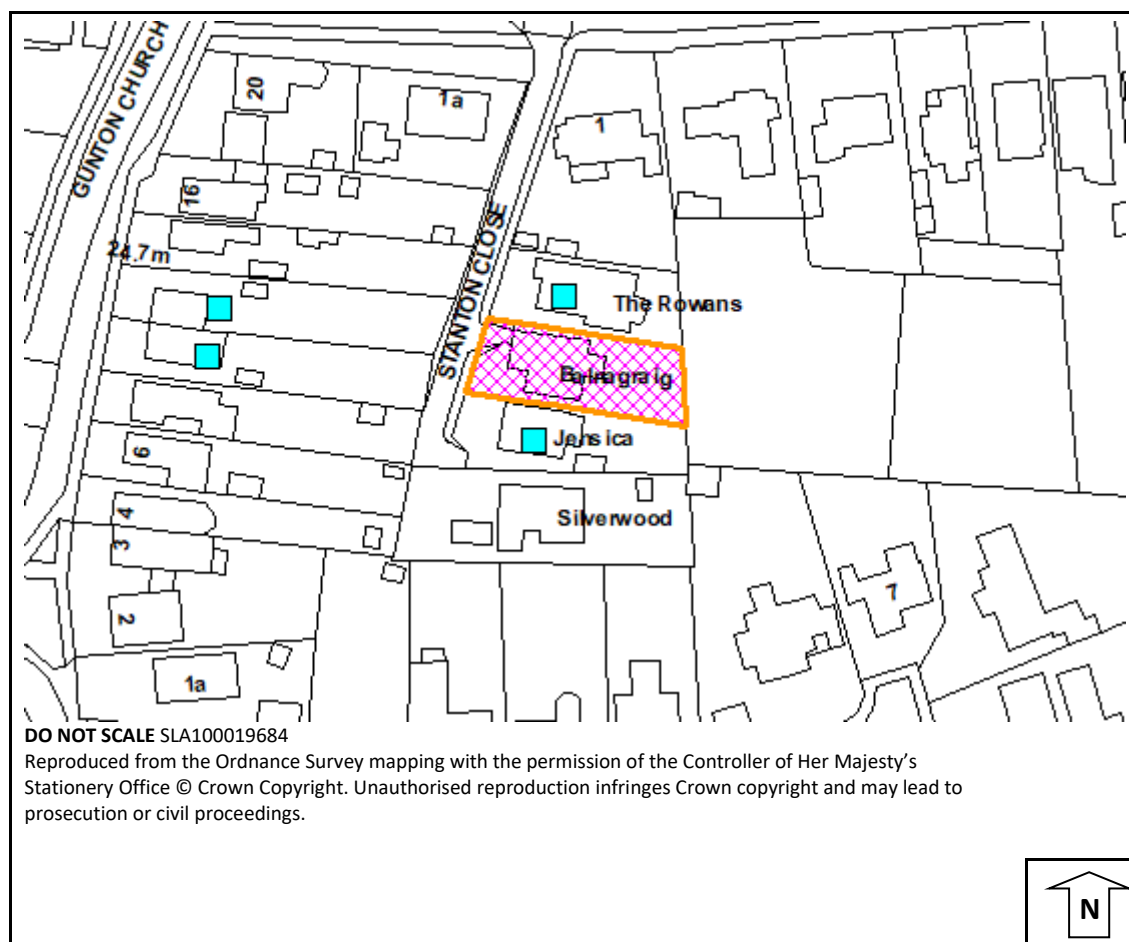 GUNTON CHURCH
20
1a
1
16
STANTON CLOSE
24.7m
The Rowans
Jensica
6
Silverwood
4
3
2
7
1a
DO NOT SCALE SLA100019684
Reproduced from the Ordnance Survey mapping with the permission of the Controller of Her Majesty's
Stationery Office © Crown Copyright. Unauthorised reproduction infringes Crown copyright and may lead to
prosecution or civil proceedings.
N